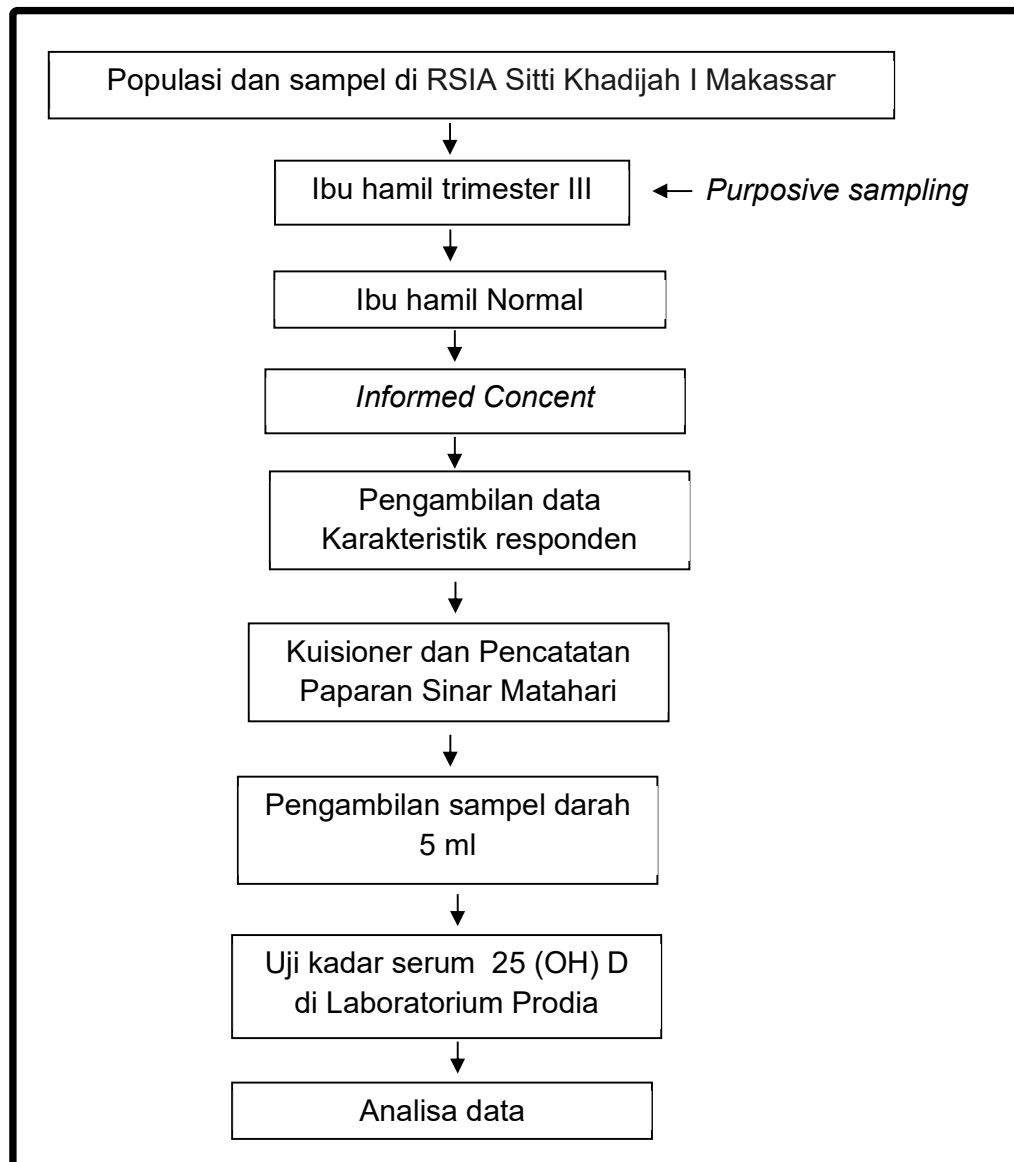 Populasi dan sampel di RSIA Sitti Khadijah I Makassar
Ibu hamil trimester III
Purposive sampling
Ibu hamil Normal
Informed Concent
Pengambilan data
Karakteristik responden
Kuisioner dan Pencatatan
Paparan Sinar Matahari
Pengambilan sampel darah
5 ml
Uji kadar serum 25 (OH) D
di Laboratorium Prodia
Analisa data